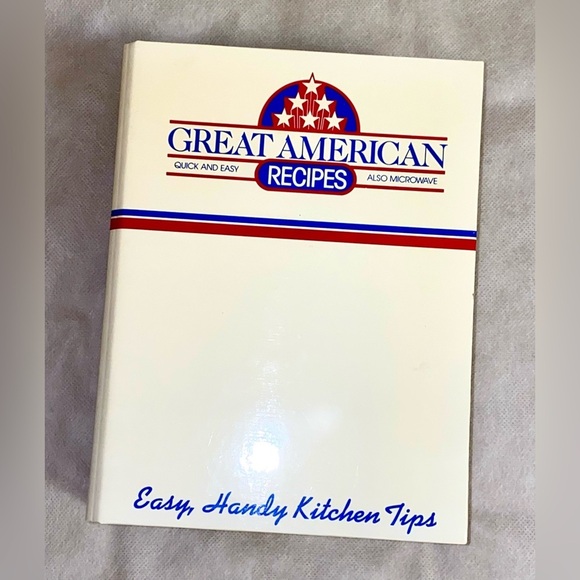 GREAT AMERICAN
QUICK AND EASY RECIPES ALSO MICROWAVE
Easy, Handy Kitchen Tips